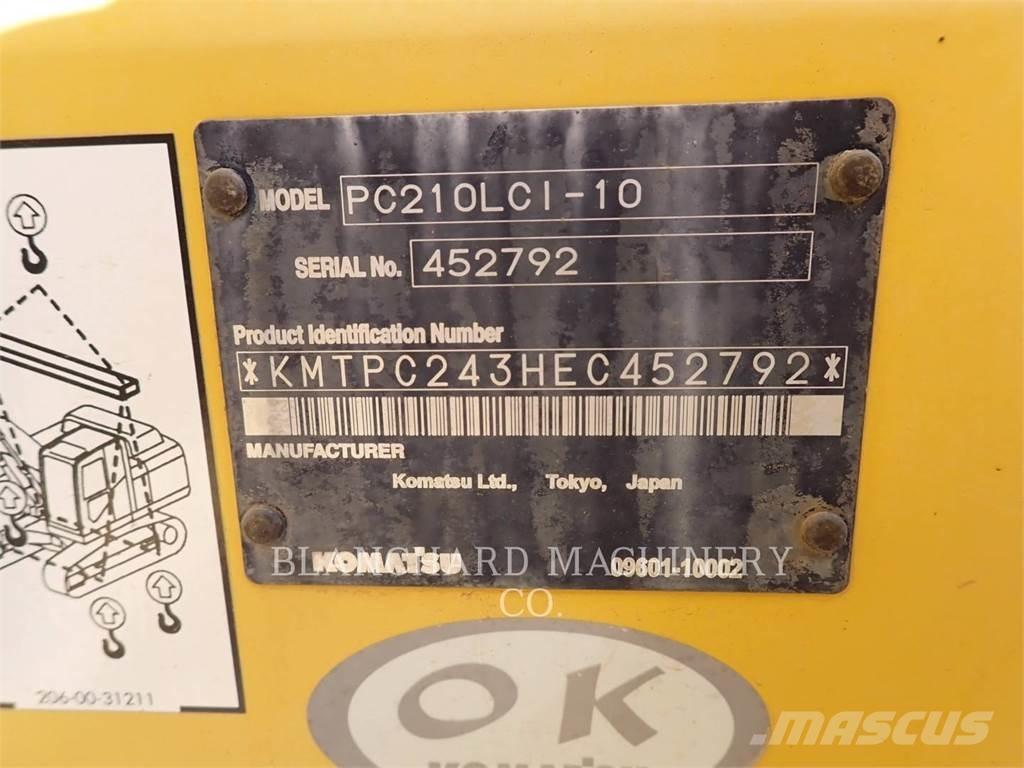 MODEL PC210LCI-10
SERIAL No. 452792
Product Identification Number
*KMTPC243HEC452792*
MANUFACTURER
Komatsu Ltd., Tokyo, Japan
KOMATSU 09601-10002
BLANCHARD MACHINERY CO.
206-00-31211
OK
KOMATSU
MASCUS